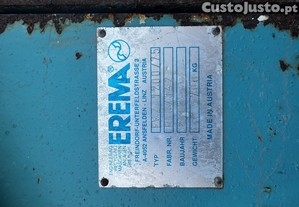 CustoJusto.pt
EREMA
FREINDORF-UNTERFELDSTRASSE 3
A-4052 ANSFELDEN - LINZ AUSTRIA
TYP
FABR. NR.
BAUJAHR
GEWICHT KG
MADE IN AUSTRIA